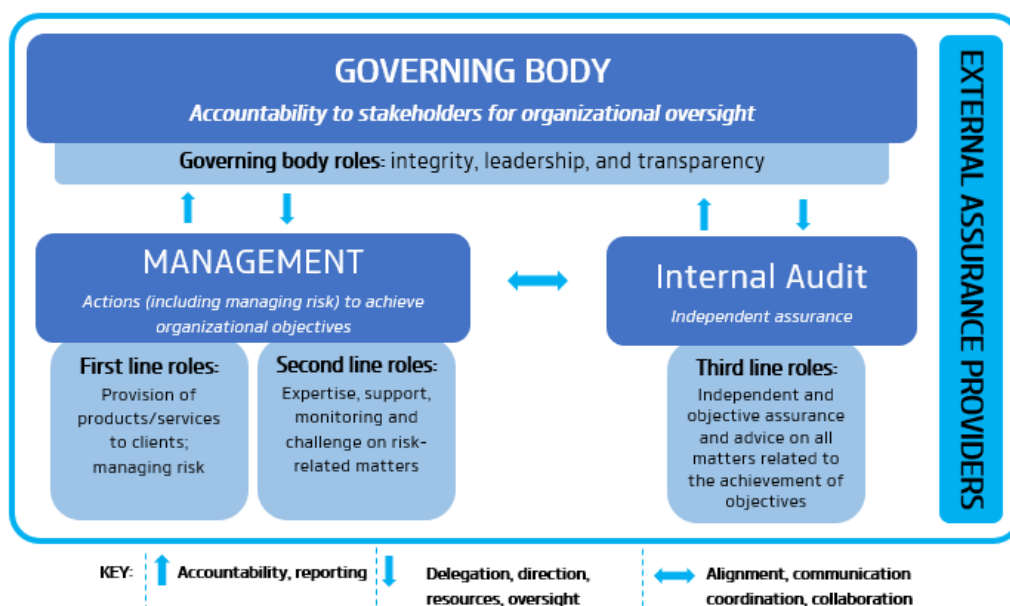 GOVERNING BODY
Accountability to stakeholders for organizational oversight
Governing body roles: integrity, leadership, and transparency
MANAGEMENT
Actions (including managing risk) to achieve
organizational objectives
First line roles:
Provision of
products/services
to clients;
managing risk
Second line roles:
Expertise, support,
monitoring and
challenge on risk-
related matters
Internal Audit
Independent assurance
Third line roles:
Independent and
objective assurance
and advice on all
matters related to
the achievement of
objectives
EXTERNAL ASSURANCE PROVIDERS
KEY:
Accountability, reporting
Delegation, direction,
resources, oversight
Alignment, communication
coordination, collaboration